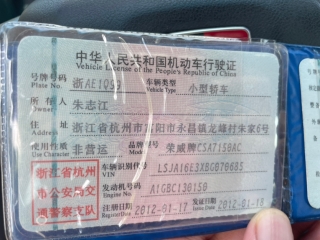 中华人民共和国机动车行驶证
Vehicle License of the People's Republic of China
号牌号码 浙AE1Q99 车辆类型 小型轿车
Plate No. Vehicle Type
所有人 朱志江
Owner
住址 浙江省杭州市富阳市永昌镇龙峰村朱家6号
Address
使用性质 非营运 品牌型号 荣威牌CSA7150AC
Use Character Model
浙江省杭州
市公安局交
通警察支队
车辆识别代号 LSJA16E3XBG070685
VIN
发动机号码 A1GBC130150
Engine No.
注册日期 2012-01-17 发证日期 2012-01-18
Register Date Issue Date